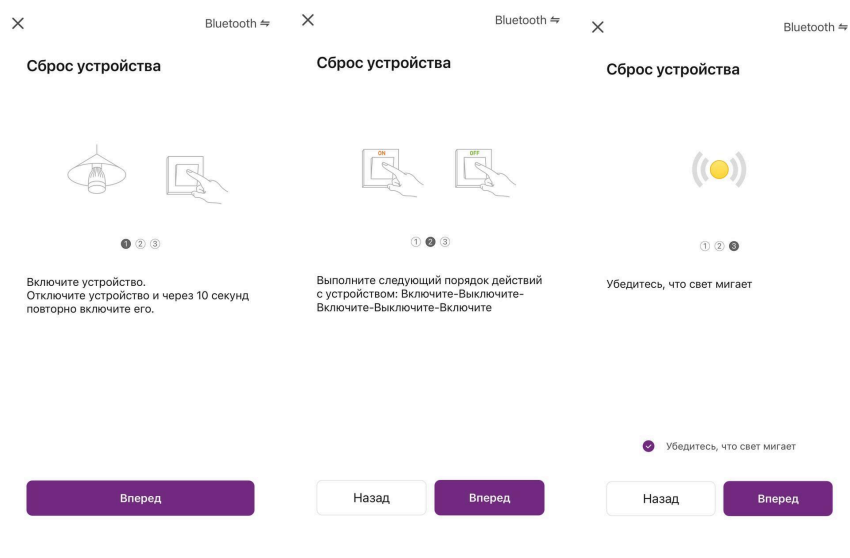 Bluetooth ⇋
Сброс устройства
1 2 3
Включите устройство.
Отключите устройство и через 10 секунд
повторно включите его.
Вперед
Bluetooth ⇋
Сброс устройства
ON OFF
1 2 3
Выполните следующий порядок действий
с устройством: Включите-Выключите-
Включите-Выключите-Включите
Назад Вперед
Bluetooth ⇋
Сброс устройства
1 2 3
Убедитесь, что свет мигает
Убедитесь, что свет мигает
Назад Вперед